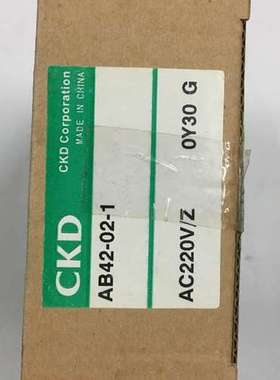 CKD
CKD Corporation
MADE IN CHINA
AB42-02-1
AC220V/Z
0Y30 G